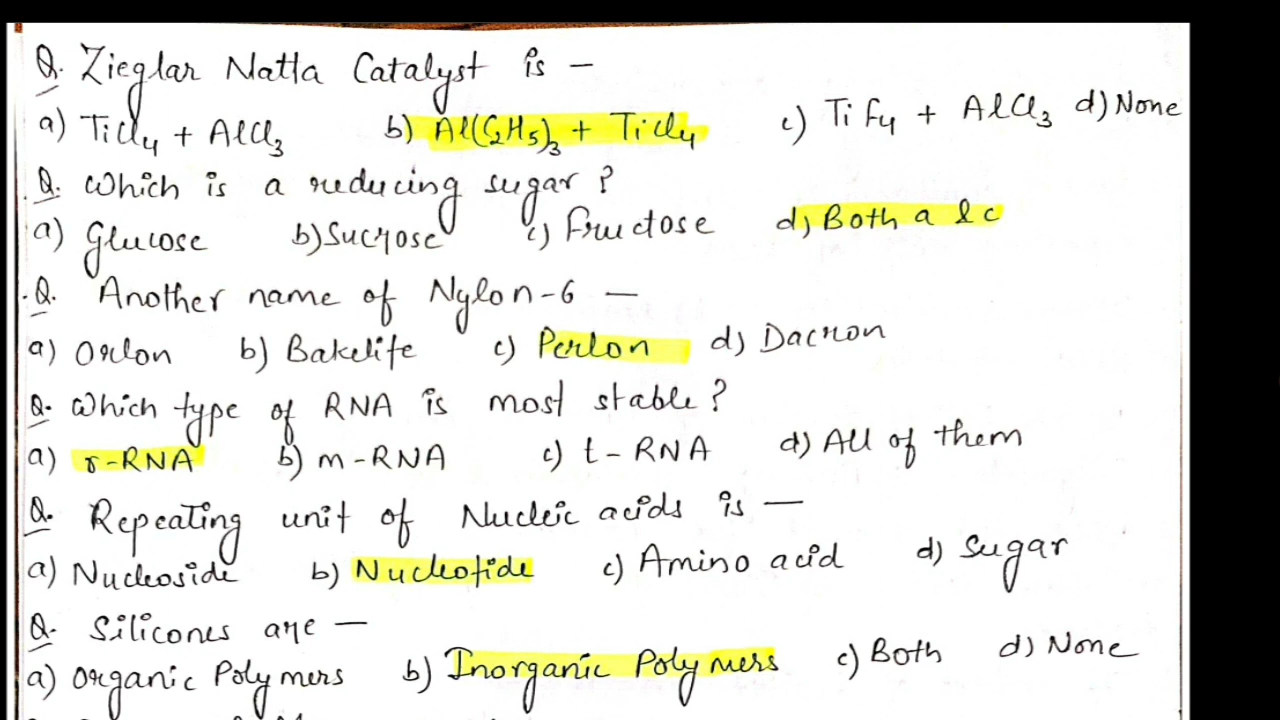 Q. Zieglar Natta Catalyst is —
a) TiCl4 + AlCl3 b) Al(C2H5)3 + TiCl4 c) TiF4 + AlCl3 d) None
Q. Which is a reducing sugar?
a) Glucose b) Sucrose c) Fructose d) Both a & c
Q. Another name of Nylon-6 —
a) Orlon b) Bakelite c) Perlon d) Dacron
Q. Which type of RNA is most stable?
a) r-RNA b) m-RNA c) t-RNA d) All of them
Q. Repeating unit of Nucleic acids is —
a) Nucleoside b) Nucleotide c) Amino acid d) Sugar
Q. Silicones are —
a) Organic Polymers b) Inorganic Polymers c) Both d) None